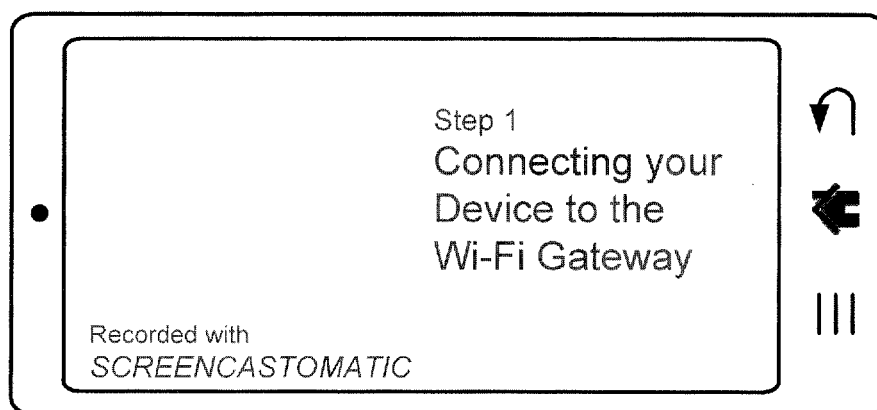 Step 1
Connecting your
Device to the
Wi-Fi Gateway
Recorded with
SCREENCASTOMATIC